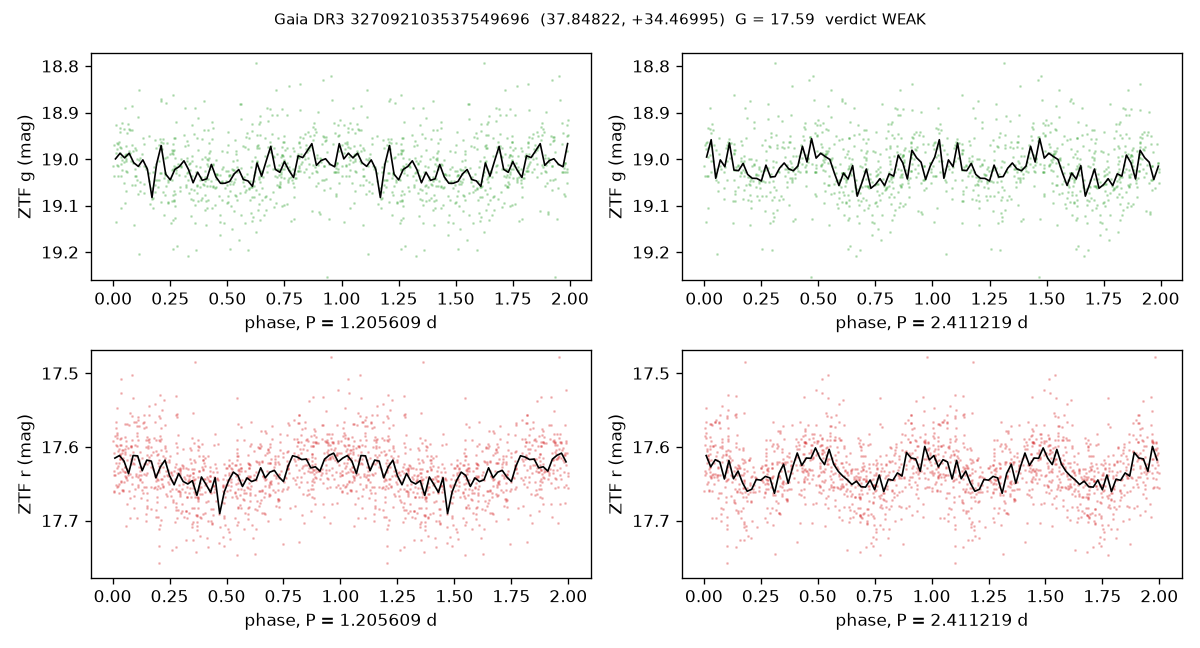 Gaia DR3 327092103537549696  (37.84822, +34.46995)  G = 17.59  verdict WEAK
18.8
18.9
19.0
19.1
19.2
ZTF g (mag)
0.00 0.25 0.50 0.75 1.00 1.25 1.50 1.75 2.00
phase, P = 1.205609 d
18.8
18.9
19.0
19.1
19.2
ZTF g (mag)
0.00 0.25 0.50 0.75 1.00 1.25 1.50 1.75 2.00
phase, P = 2.411219 d
17.5
17.6
17.7
ZTF r (mag)
0.00 0.25 0.50 0.75 1.00 1.25 1.50 1.75 2.00
phase, P = 1.205609 d
17.5
17.6
17.7
ZTF r (mag)
0.00 0.25 0.50 0.75 1.00 1.25 1.50 1.75 2.00
phase, P = 2.411219 d